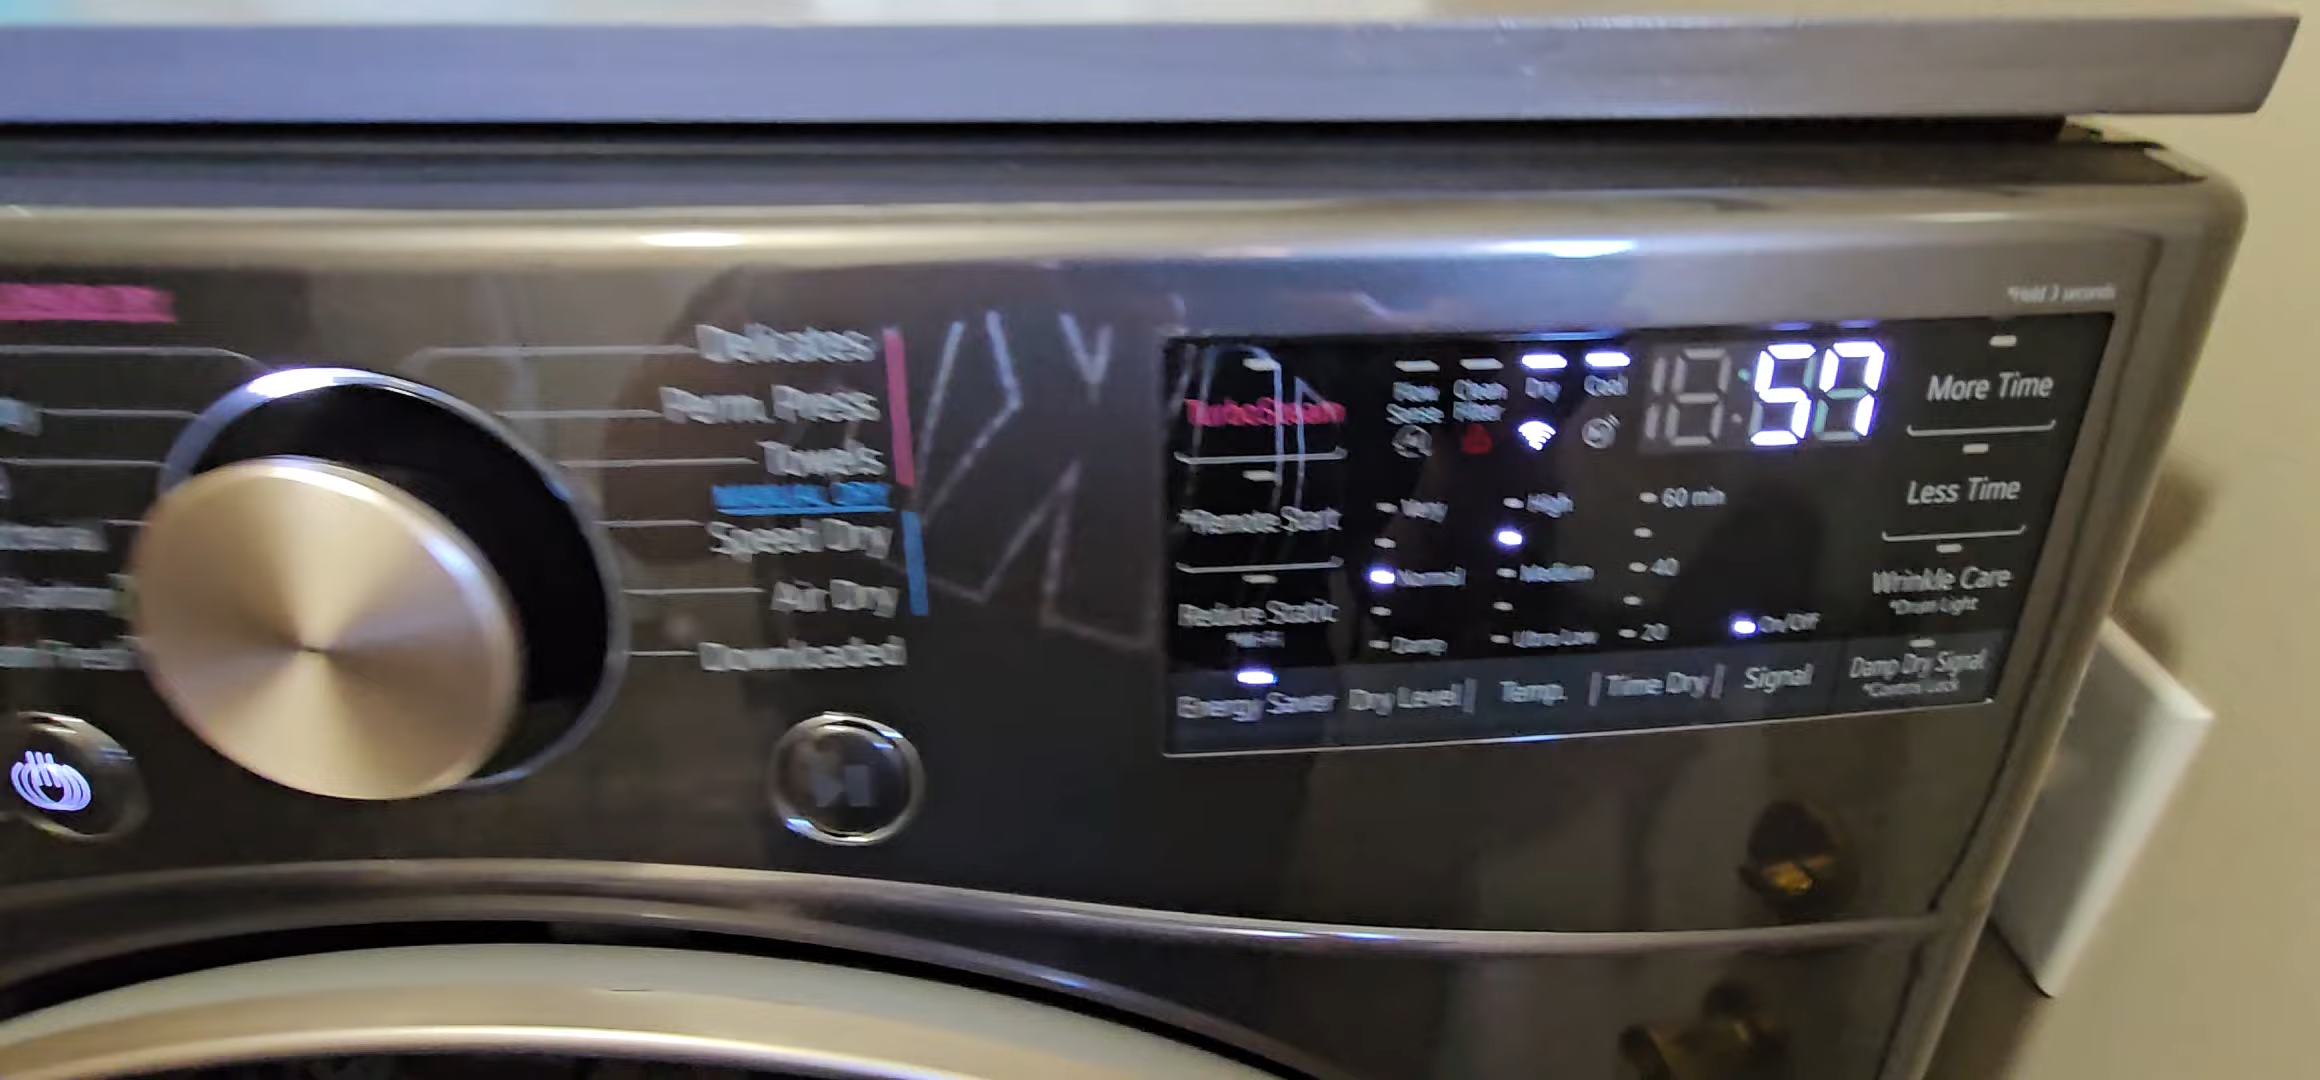 *Hold 3 seconds
Delicates
Perm. Press
Towels
MANUAL DRY
Speed Dry
Air Dry
Downloaded
TurboSteam
*Remote Start
Reduce Static
*Wi-Fi
Energy Saver
Flow Sense
Clean Filter
Dry
Cool
57
Very
Normal
Damp
Dry Level
High
Medium
Ultra Low
Temp.
60 min
40
20
Time Dry
On/Off
Signal
More Time
Less Time
Wrinkle Care
*Drum Light
Damp Dry Signal
*Control Lock